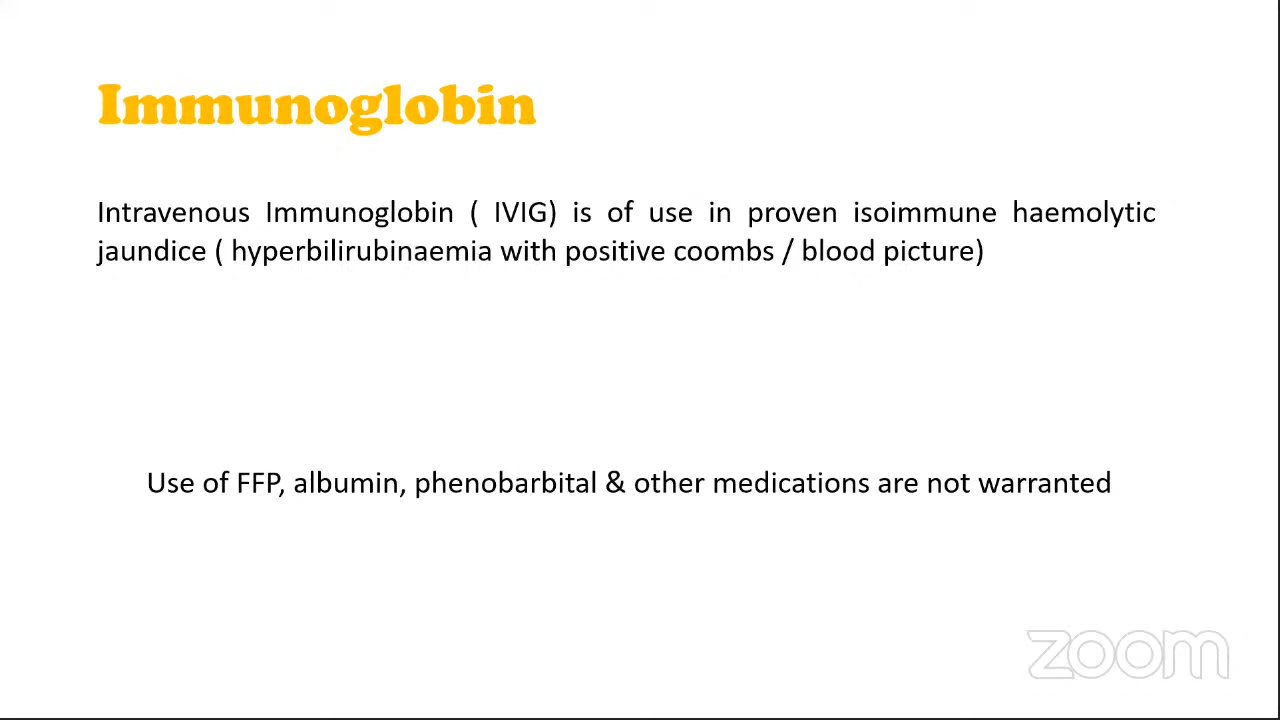 Immunoglobin
Intravenous Immunoglobin ( IVIG) is of use in proven isoimmune haemolytic
jaundice ( hyperbilirubinaemia with positive coombs / blood picture)
Use of FFP, albumin, phenobarbital & other medications are not warranted
zoom